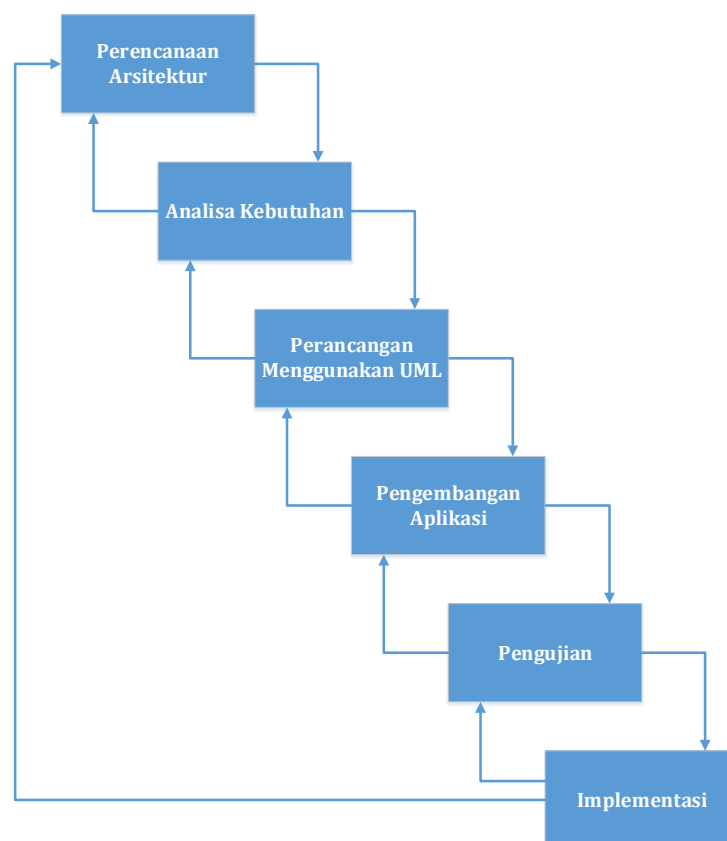 Perencanaan
Arsitektur
Analisa Kebutuhan
Perancangan
Menggunakan UML
Pengembangan
Aplikasi
Pengujian
Implementasi